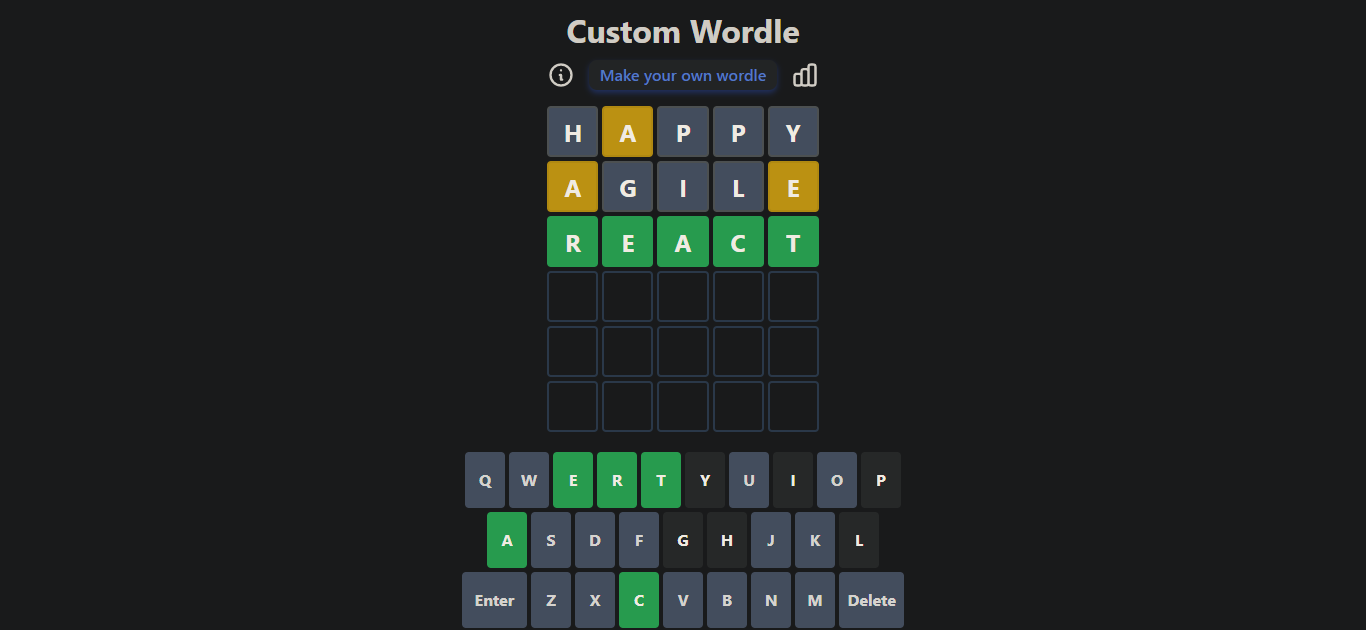 Custom Wordle
Make your own wordle
H A P P Y
A G I L E
R E A C T
Q W E R T Y U I O P
A S D F G H J K L
Enter Z X C V B N M Delete